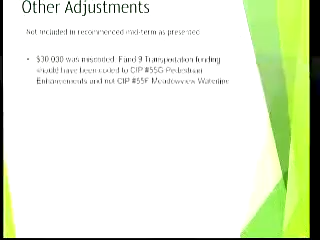 Other Adjustments
Not included in recommended mid-term as presented
$30,000 was miscoded. Fund 9 Transportation funding
should have been coded to CIP #55G Pedestrian
Enhancements and not CIP #55F Meadowview Waterline